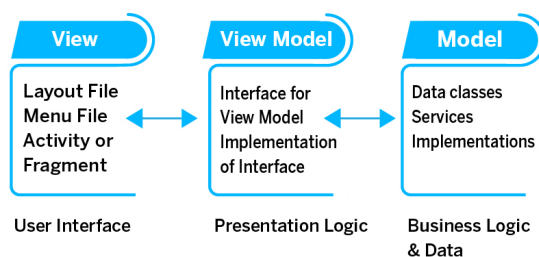 View
Layout File
Menu File
Activity or
Fragment
User Interface
View Model
Interface for
View Model
Implementation
of Interface
Presentation Logic
Model
Data classes
Services
Implementations
Business Logic
& Data